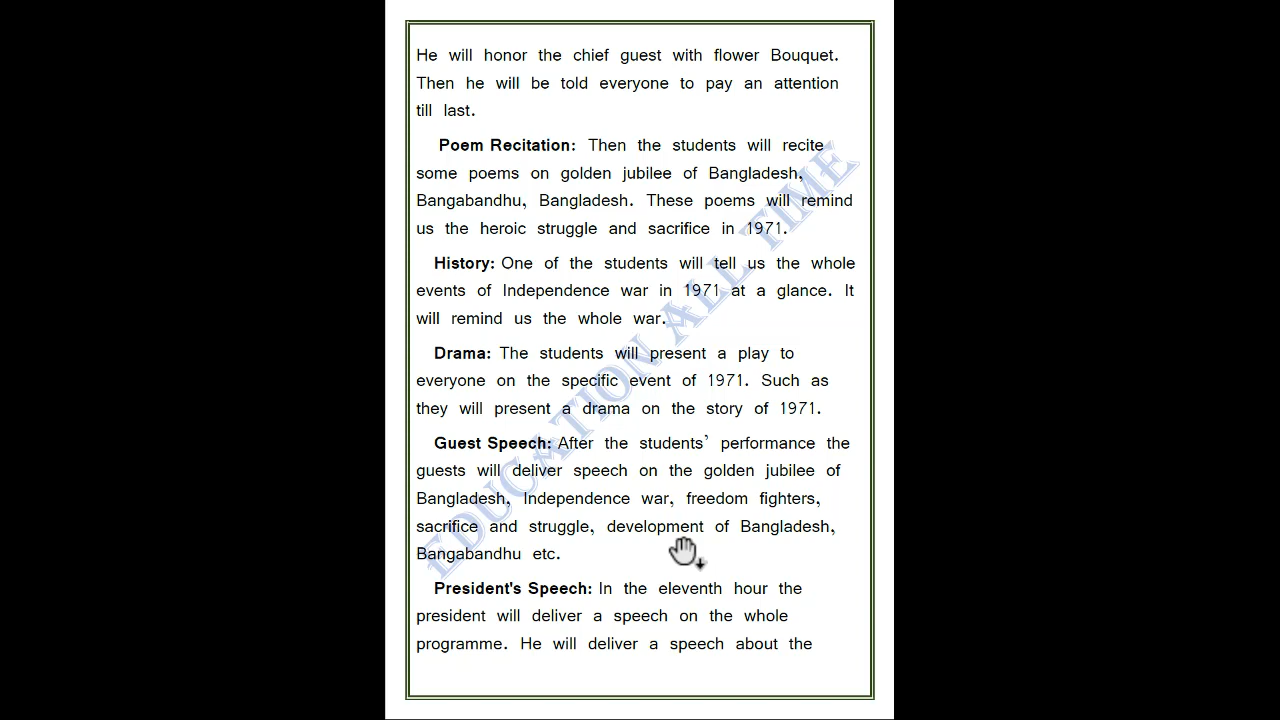 He will honor the chief guest with flower Bouquet.
Then he will be told everyone to pay an attention
till last.
Poem Recitation: Then the students will recite
some poems on golden jubilee of Bangladesh,
Bangabandhu, Bangladesh. These poems will remind
us the heroic struggle and sacrifice in 1971.
History: One of the students will tell us the whole
events of Independence war in 1971 at a glance. It
will remind us the whole war.
Drama: The students will present a play to
everyone on the specific event of 1971. Such as
they will present a drama on the story of 1971.
Guest Speech: After the students’ performance the
guests will deliver speech on the golden jubilee of
Bangladesh, Independence war, freedom fighters,
sacrifice and struggle, development of Bangladesh,
Bangabandhu etc.
President's Speech: In the eleventh hour the
president will deliver a speech on the whole
programme. He will deliver a speech about the
EDUCATION ALL TIME